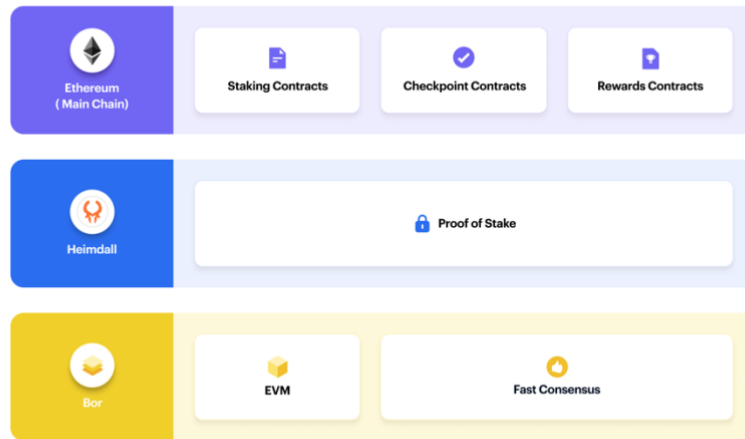 Ethereum
( Main Chain)
Staking Contracts
Checkpoint Contracts
Rewards Contracts
Heimdall
Proof of Stake
Bor
EVM
Fast Consensus